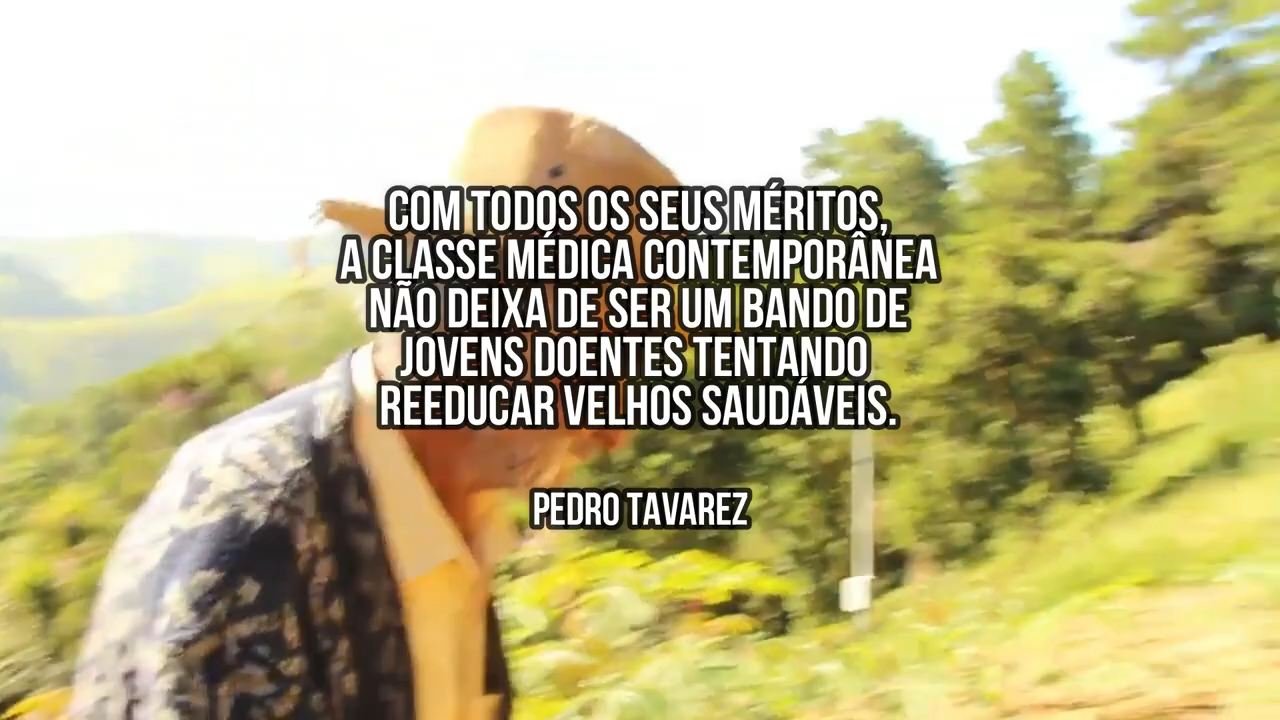 COM TODOS OS SEUS MÉRITOS,
A CLASSE MÉDICA CONTEMPORÂNEA
NÃO DEIXA DE SER UM BANDO DE
JOVENS DOENTES TENTANDO
REEDUCAR VELHOS SAUDÁVEIS.
PEDRO TAVAREZ